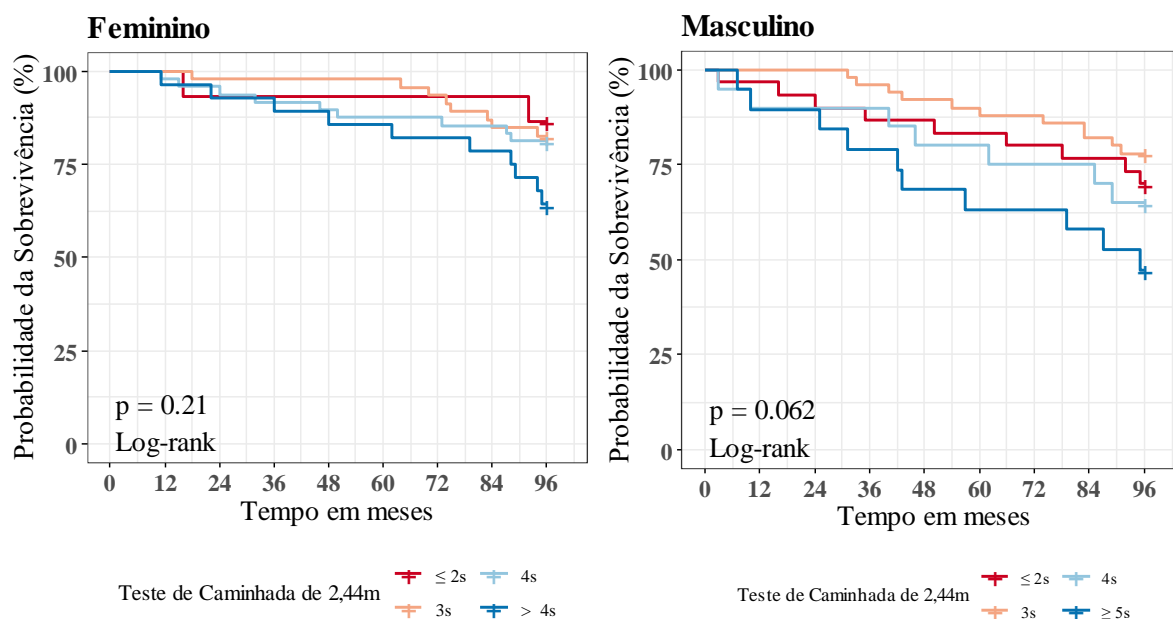 Feminino
Probabilidade da Sobrevivência (%)
100
75
50
25
0
p = 0.21
Log-rank
0 12 24 36 48 60 72 84 96
Tempo em meses
Teste de Caminhada de 2,44m
≤ 2s
4s
3s
> 4s
Masculino
Probabilidade da Sobrevivência (%)
100
75
50
25
0
p = 0.062
Log-rank
0 12 24 36 48 60 72 84 96
Tempo em meses
Teste de Caminhada de 2,44m
≤ 2s
4s
3s
≥ 5s